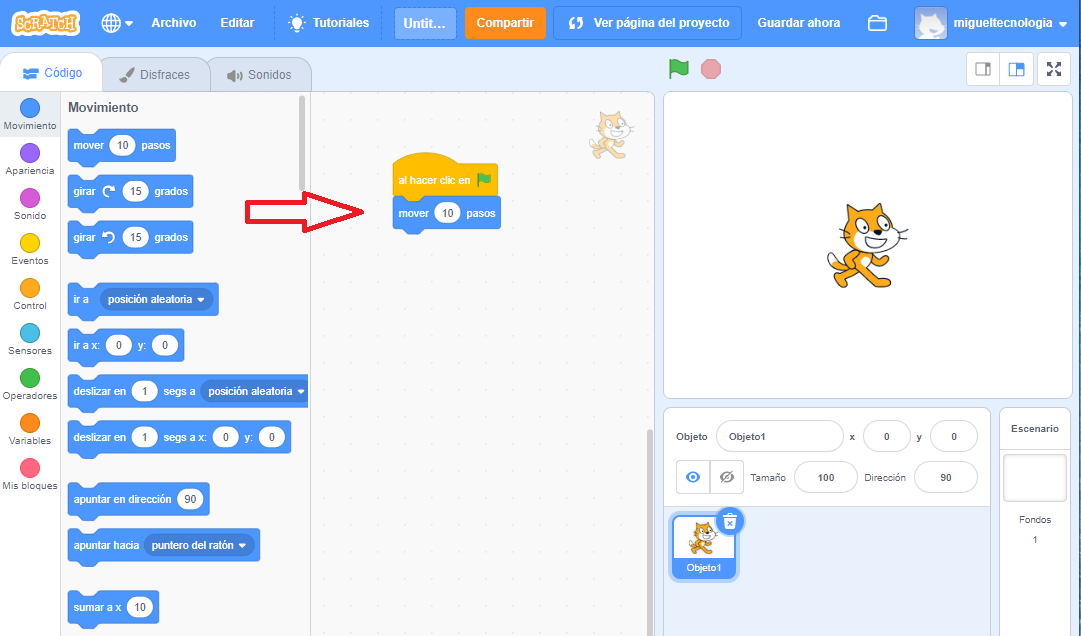 SCRATCH Archivo Editar Tutoriales Untit... Compartir Ver página del proyecto Guardar ahora migueltecnologia
Código Disfraces Sonidos
Movimiento
Apariencia
Sonido
Eventos
Control
Sensores
Operadores
Variables
Mis bloques
Movimiento
mover 10 pasos
girar 15 grados
girar 15 grados
ir a posición aleatoria
ir a x: 0 y: 0
deslizar en 1 segs a posición aleatoria
deslizar en 1 segs a x: 0 y: 0
apuntar en dirección 90
apuntar hacia puntero del ratón
sumar a x 10
al hacer clic en
mover 10 pasos
Objeto Objeto1 x 0 y 0
Tamaño 100 Dirección 90
Objeto1
Escenario
Fondos
1